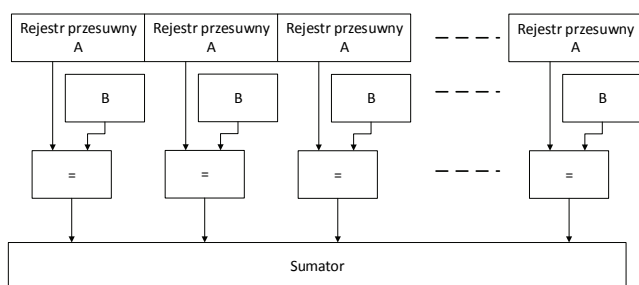 Rejestr przesuwny A
Rejestr przesuwny A
Rejestr przesuwny A
Rejestr przesuwny A
B
B
B
B
=
=
=
=
Sumator